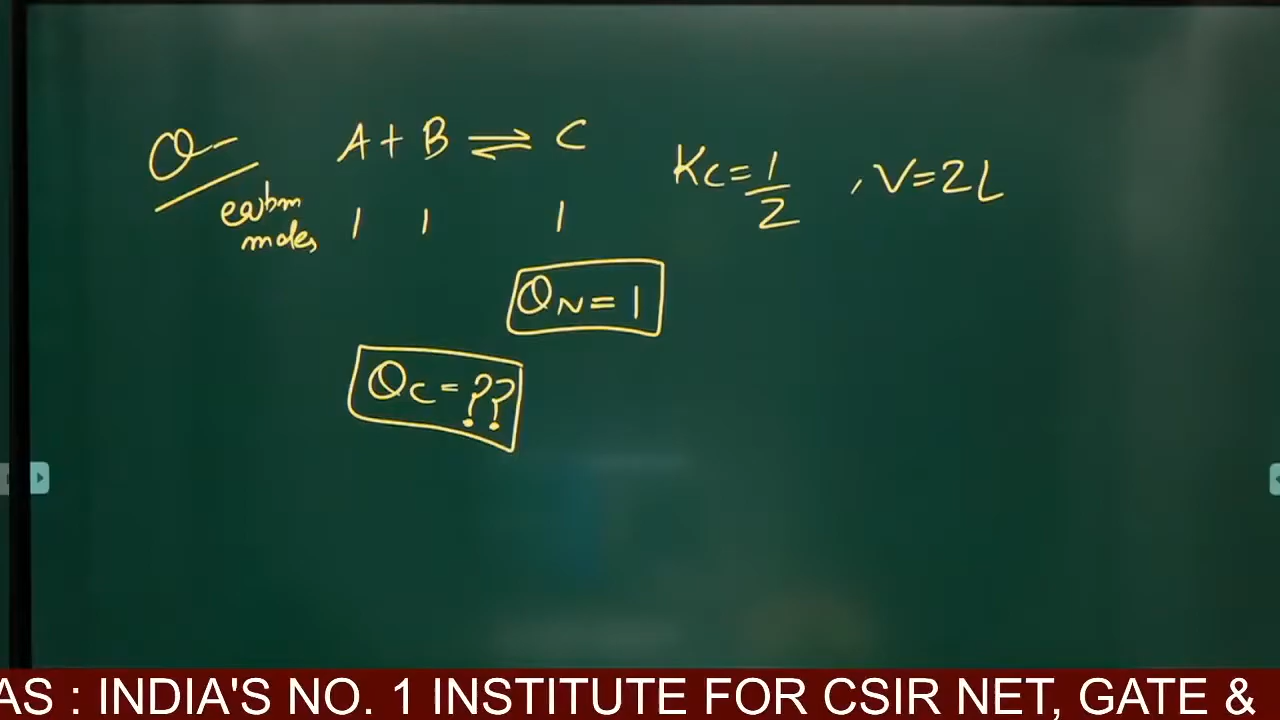 Q A + B ⇌ C Kc = 1/2 , V = 2L
eqbm moles 1 1 1
QN = 1
Qc = ??
AS : INDIA'S NO. 1 INSTITUTE FOR CSIR NET, GATE &